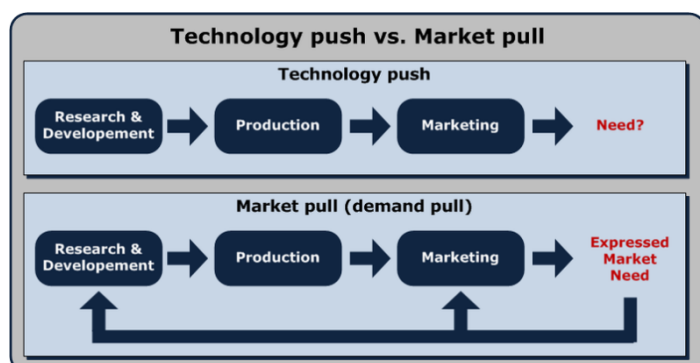 Technology push vs. Market pull
Technology push
Research &
Developement
Production
Marketing
Need?
Market pull (demand pull)
Research &
Developement
Production
Marketing
Expressed
Market
Need